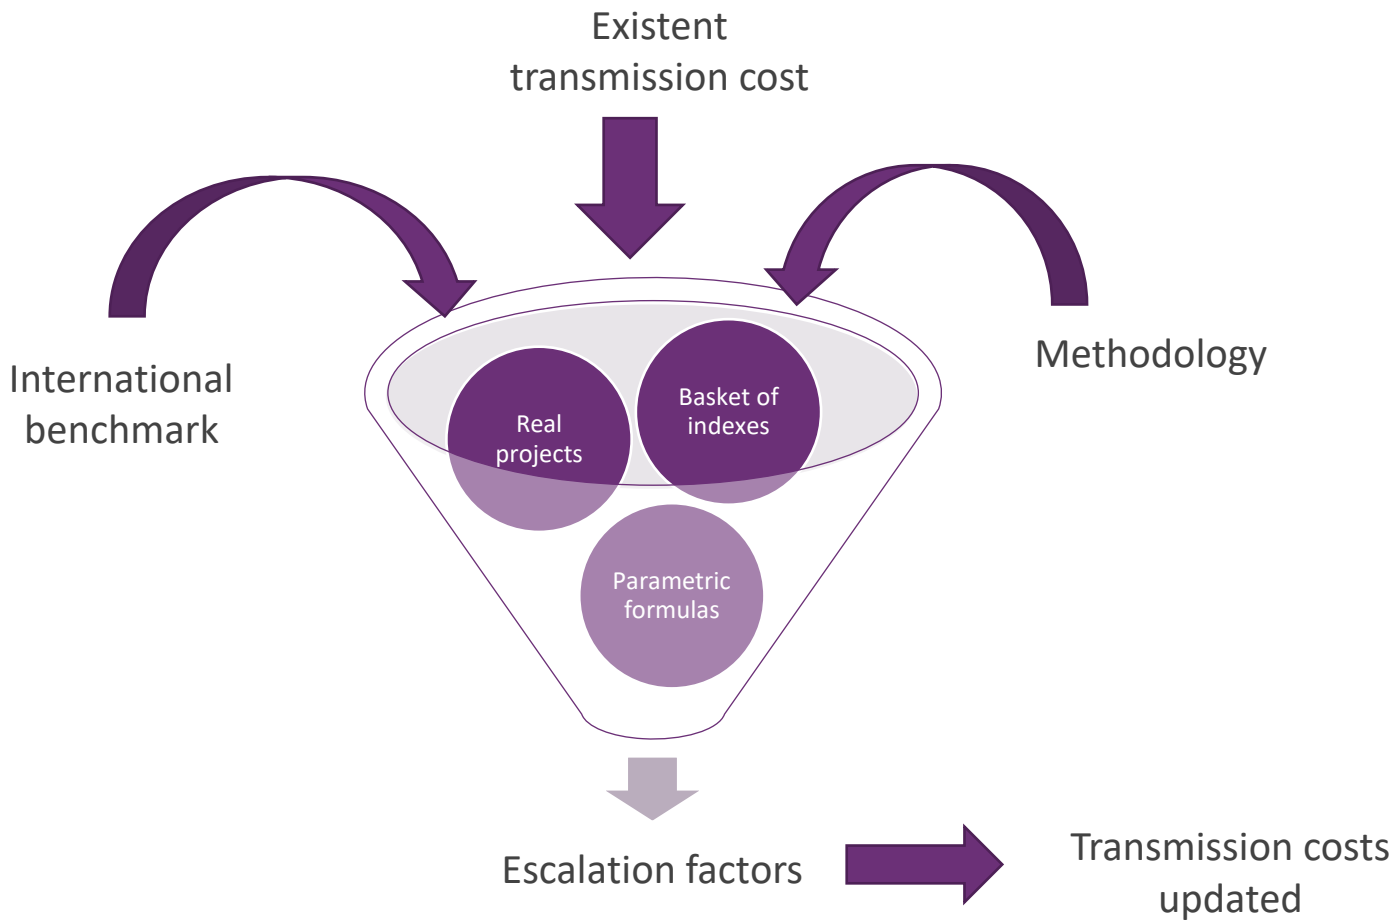 Existent
transmission cost
International
benchmark
Methodology
Real
projects
Basket of
indexes
Parametric
formulas
Escalation factors
Transmission costs
updated